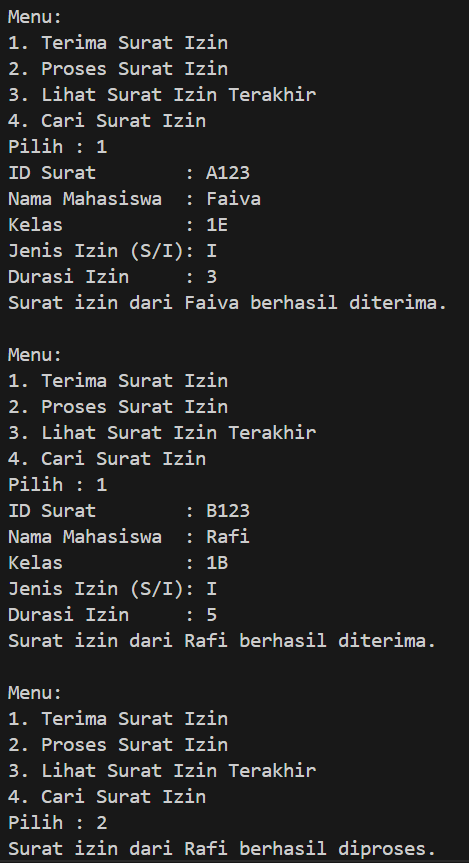 Menu:
1. Terima Surat Izin
2. Proses Surat Izin
3. Lihat Surat Izin Terakhir
4. Cari Surat Izin
Pilih : 1
ID Surat        : A123
Nama Mahasiswa  : Faiva
Kelas           : 1E
Jenis Izin (S/I): I
Durasi Izin     : 3
Surat izin dari Faiva berhasil diterima.

Menu:
1. Terima Surat Izin
2. Proses Surat Izin
3. Lihat Surat Izin Terakhir
4. Cari Surat Izin
Pilih : 1
ID Surat        : B123
Nama Mahasiswa  : Rafi
Kelas           : 1B
Jenis Izin (S/I): I
Durasi Izin     : 5
Surat izin dari Rafi berhasil diterima.

Menu:
1. Terima Surat Izin
2. Proses Surat Izin
3. Lihat Surat Izin Terakhir
4. Cari Surat Izin
Pilih : 2
Surat izin dari Rafi berhasil diproses.